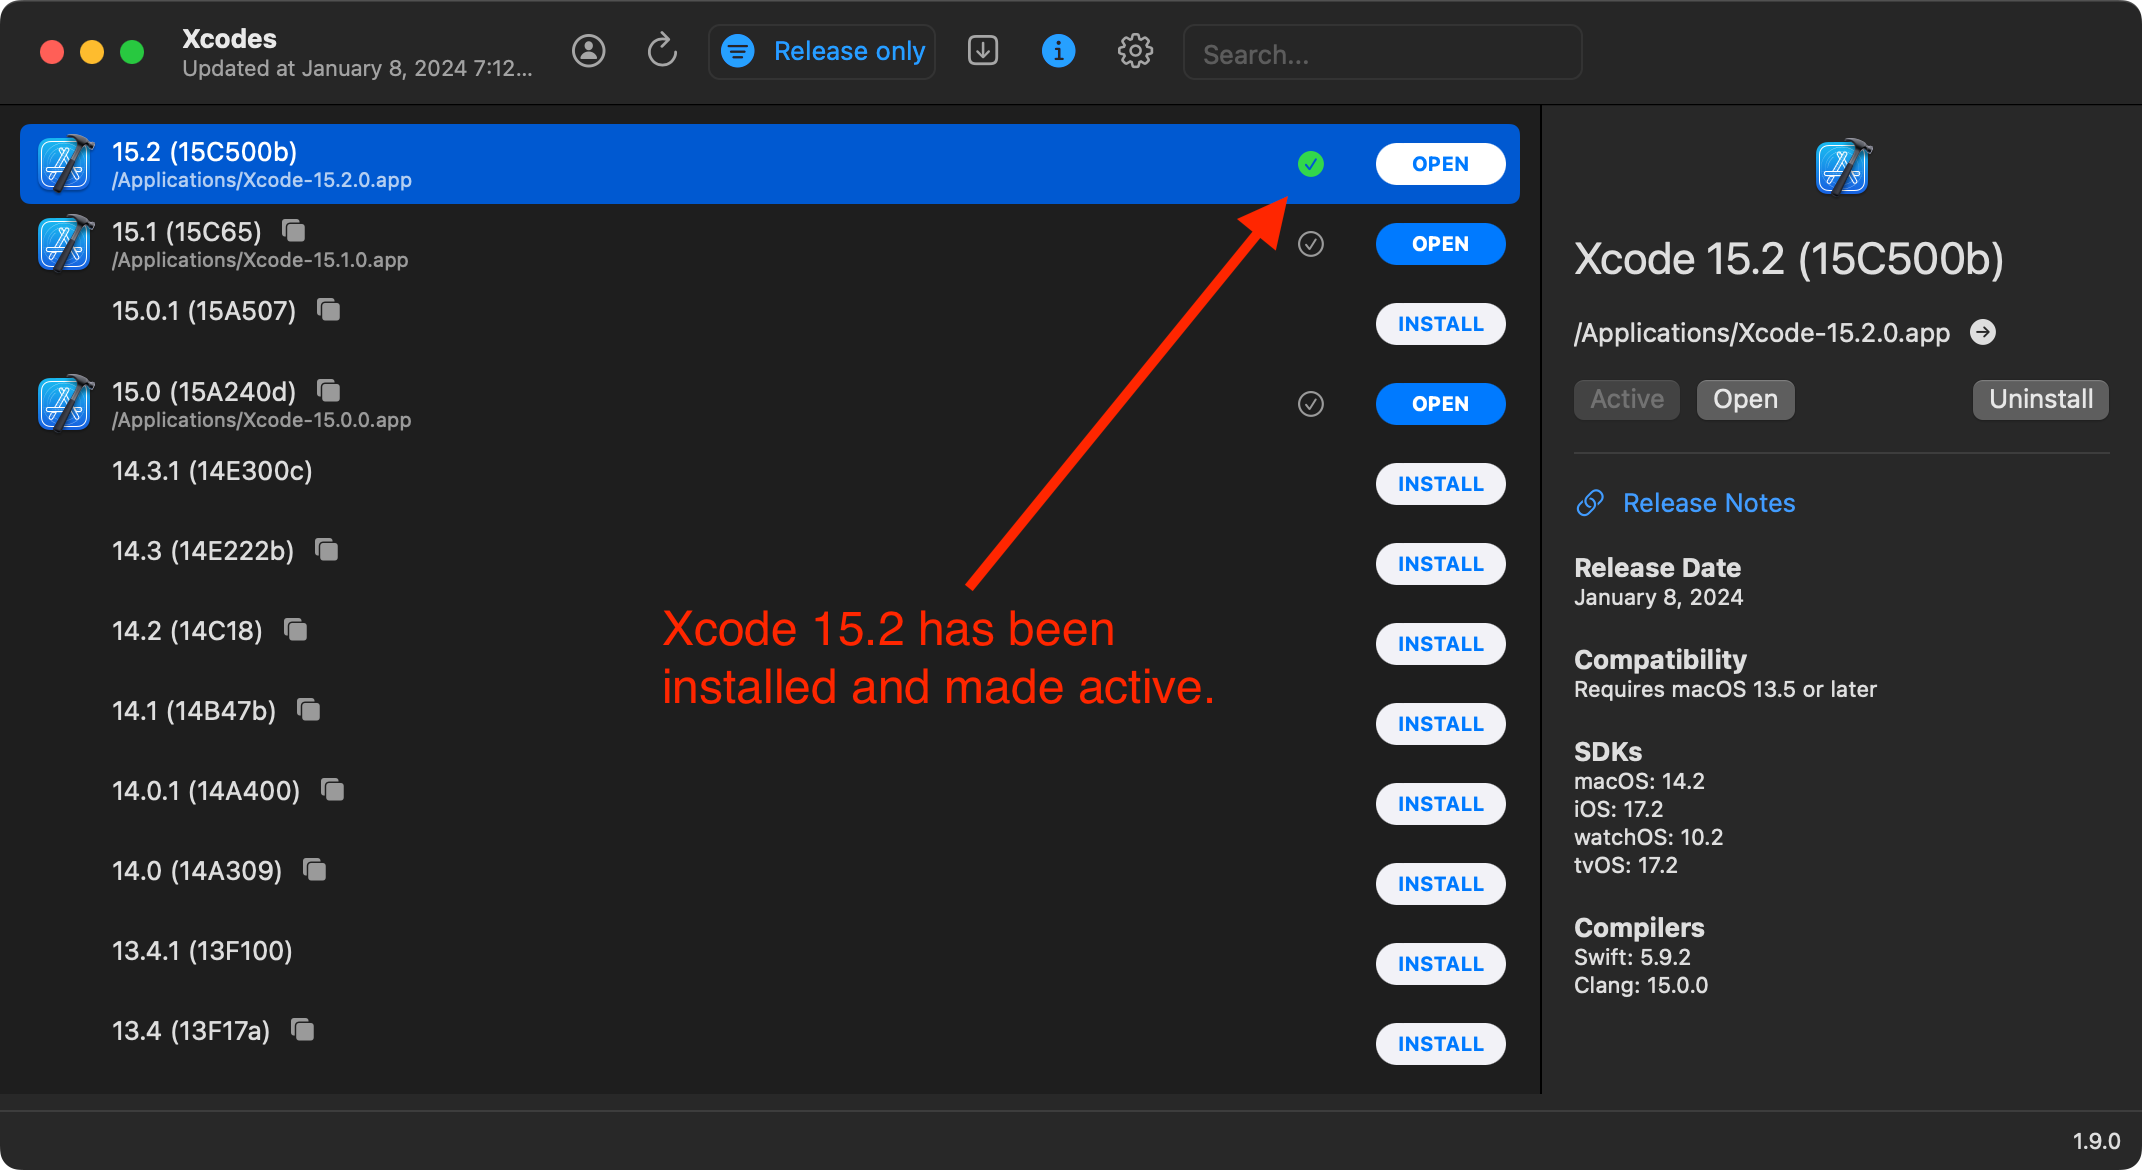 Xcodes
Updated at January 8, 2024 7:12...
Release only
Search...
15.2 (15C500b)
/Applications/Xcode-15.2.0.app
OPEN
15.1 (15C65)
/Applications/Xcode-15.1.0.app
OPEN
15.0.1 (15A507)
INSTALL
15.0 (15A240d)
/Applications/Xcode-15.0.0.app
OPEN
14.3.1 (14E300c)
INSTALL
14.3 (14E222b)
INSTALL
14.2 (14C18)
INSTALL
14.1 (14B47b)
INSTALL
14.0.1 (14A400)
INSTALL
14.0 (14A309)
INSTALL
13.4.1 (13F100)
INSTALL
13.4 (13F17a)
INSTALL
Xcode 15.2 has been
installed and made active.
Xcode 15.2 (15C500b)
/Applications/Xcode-15.2.0.app
Active Open Uninstall
Release Notes
Release Date
January 8, 2024
Compatibility
Requires macOS 13.5 or later
SDKs
macOS: 14.2
iOS: 17.2
watchOS: 10.2
tvOS: 17.2
Compilers
Swift: 5.9.2
Clang: 15.0.0
1.9.0